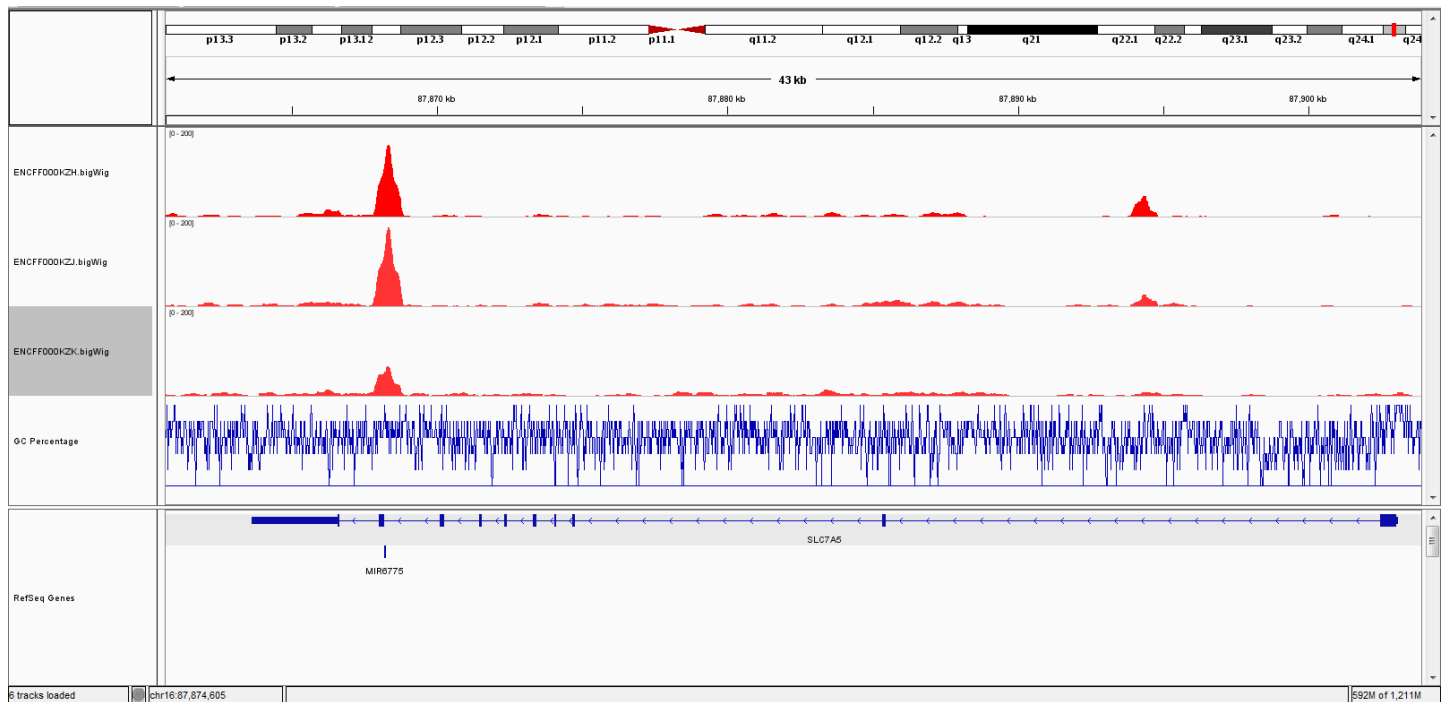 p13.3 p13.2 p13.12 p12.3 p12.2 p12.1 p11.2 p11.1 q11.2 q12.1 q12.2 q13 q21 q22.1 q22.2 q23.1 q23.2 q24.1 q24
43 kb
87,870 kb 87,880 kb 87,890 kb 87,900 kb
[0 - 200]
ENCFF000KZH.bigWig
[0 - 200]
ENCFF000KZJ.bigWig
[0 - 200]
ENCFF000KZK.bigWig
GC Percentage
SLC7A5
MIR6775
RefSeq Genes
6 tracks loaded chr16:87,874,605 592M of 1,211M